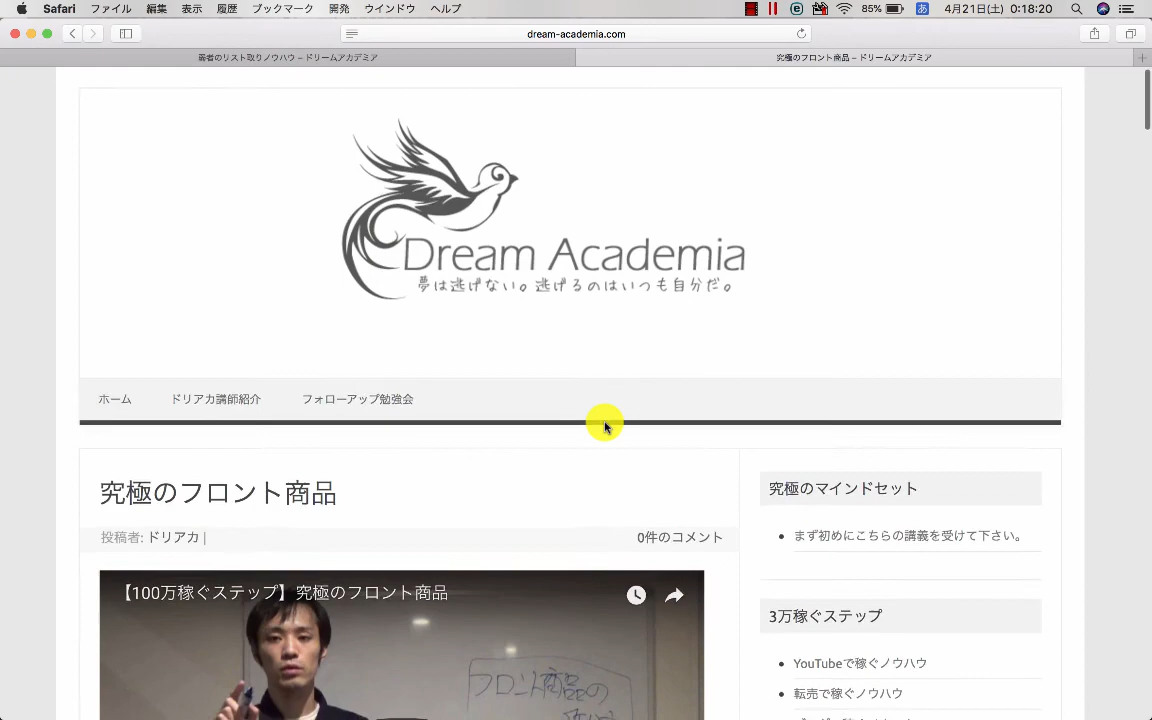 Safari ファイル 編集 表示 履歴 ブックマーク 開発 ウインドウ ヘルプ 85% あ 4月21日(土) 0:18:20
dream-academia.com
弱者のリスト取りノウハウ – ドリームアカデミア
究極のフロント商品 – ドリームアカデミア
Dream Academia
夢は逃げない。逃げるのはいつも自分だ。
ホーム ドリアカ講師紹介 フォローアップ勉強会
究極のフロント商品
投稿者: ドリアカ |
0件のコメント
【100万稼ぐステップ】究極のフロント商品
フロント商品の
究極のマインドセット
まず初めにこちらの講義を受けて下さい。
3万稼ぐステップ
YouTubeで稼ぐノウハウ
転売で稼ぐノウハウ